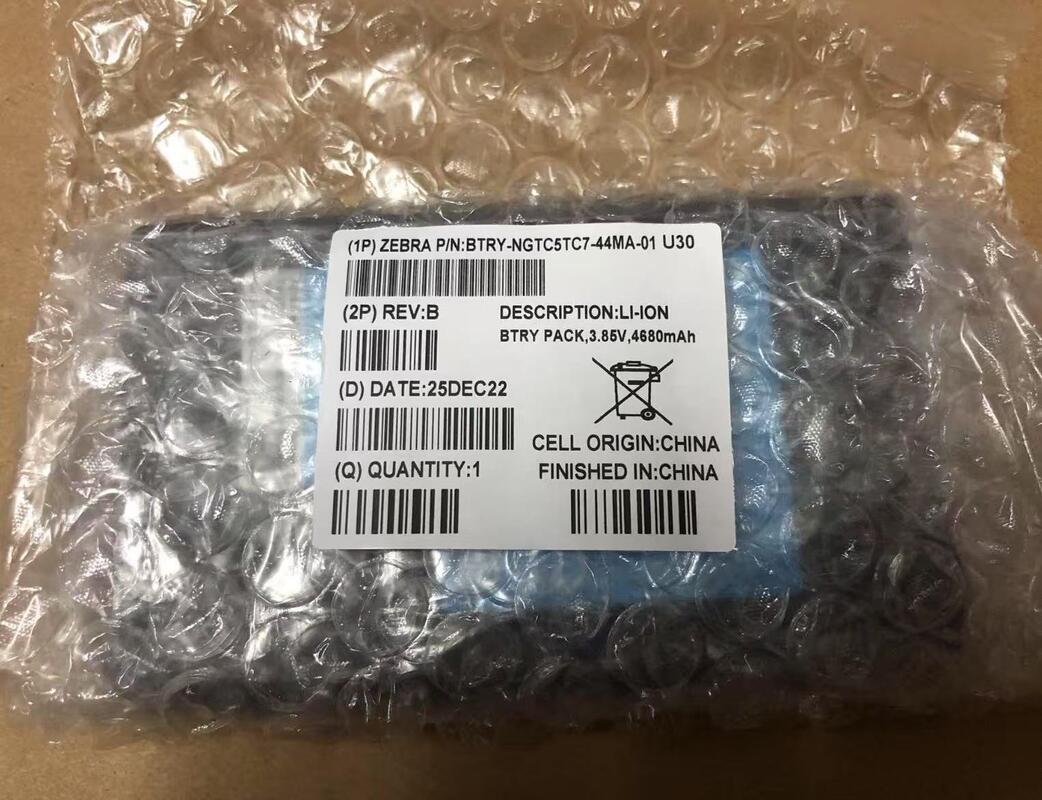 (1P) ZEBRA P/N:BTRY-NGTC5TC7-44MA-01 U30
(2P) REV:B
DESCRIPTION:LI-ION
BTRY PACK,3.85V,4680mAh
(D) DATE:25DEC22
CELL ORIGIN:CHINA
(Q) QUANTITY:1
FINISHED IN:CHINA